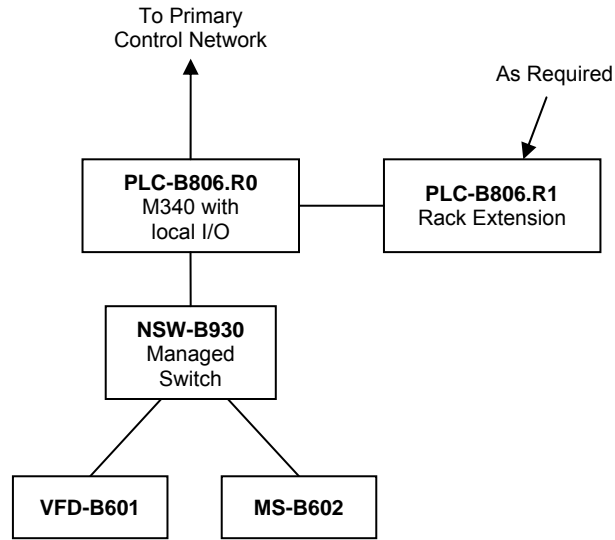 To Primary
Control Network
As Required
PLC-B806.R0
M340 with
local I/O
PLC-B806.R1
Rack Extension
NSW-B930
Managed
Switch
VFD-B601
MS-B602